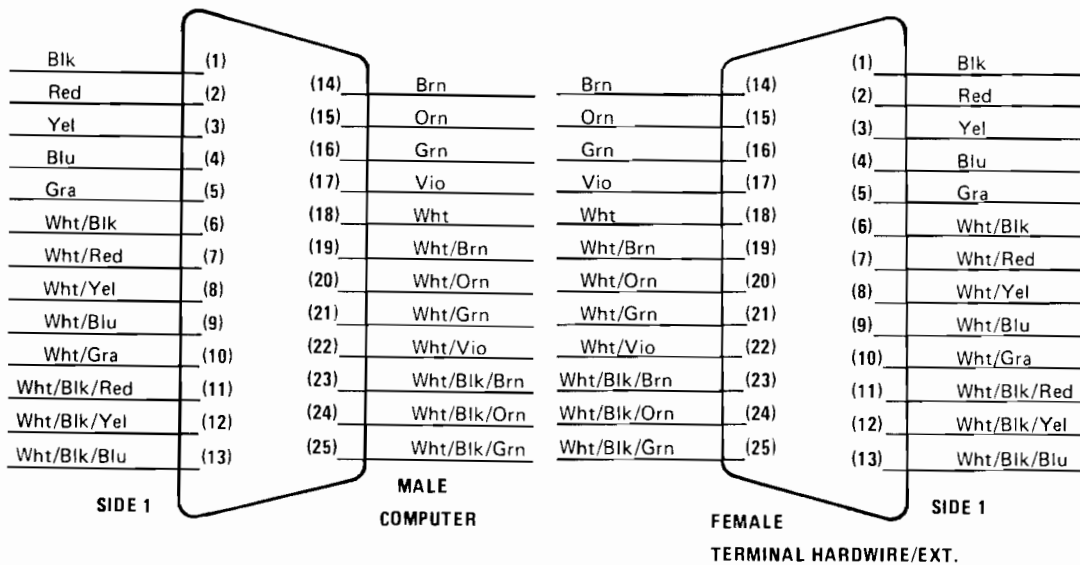 Blk (1)
Red (2)
Yel (3)
Blu (4)
Gra (5)
Wht/Blk (6)
Wht/Red (7)
Wht/Yel (8)
Wht/Blu (9)
Wht/Gra (10)
Wht/Blk/Red (11)
Wht/Blk/Yel (12)
Wht/Blk/Blu (13)
SIDE 1
(14) Brn
(15) Orn
(16) Grn
(17) Vio
(18) Wht
(19) Wht/Brn
(20) Wht/Orn
(21) Wht/Grn
(22) Wht/Vio
(23) Wht/Blk/Brn
(24) Wht/Blk/Orn
(25) Wht/Blk/Grn
MALE
COMPUTER
Brn (14)
Orn (15)
Grn (16)
Vio (17)
Wht (18)
Wht/Brn (19)
Wht/Orn (20)
Wht/Grn (21)
Wht/Vio (22)
Wht/Blk/Brn (23)
Wht/Blk/Orn (24)
Wht/Blk/Grn (25)
FEMALE
TERMINAL HARDWIRE/EXT.
(1) Blk
(2) Red
(3) Yel
(4) Blu
(5) Gra
(6) Wht/Blk
(7) Wht/Red
(8) Wht/Yel
(9) Wht/Blu
(10) Wht/Gra
(11) Wht/Blk/Red
(12) Wht/Blk/Yel
(13) Wht/Blk/Blu
SIDE 1